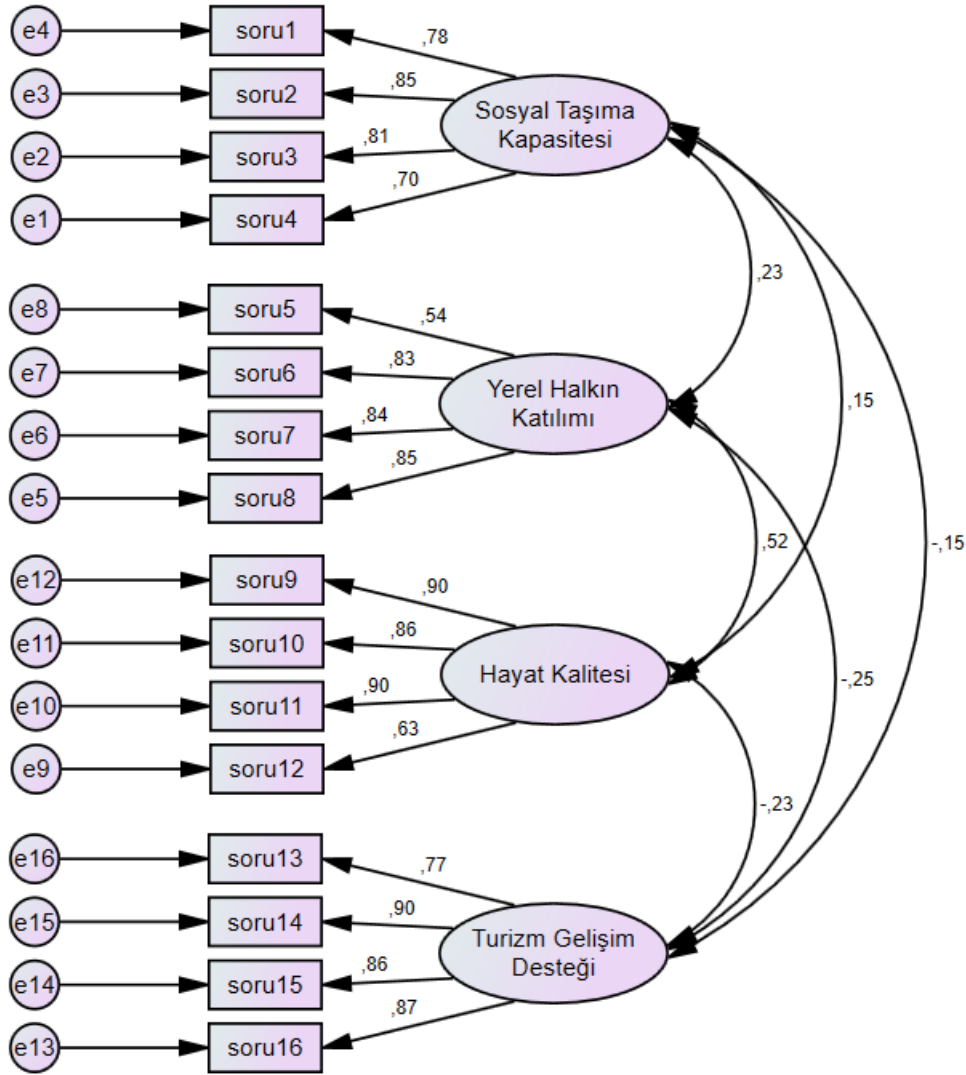 e4
soru1
,78
e3
soru2
,85
Sosyal Taşıma
Kapasitesi
e2
soru3
,81
e1
soru4
,70
,23
e8
soru5
,54
e7
soru6
,83
Yerel Halkın
Katılımı
,15
e6
soru7
,84
e5
soru8
,85
,52
-,15
e12
soru9
,90
e11
soru10
,86
Hayat Kalitesi
-,25
e10
soru11
,90
e9
soru12
,63
-,23
e16
soru13
,77
e15
soru14
,90
Turizm Gelişim
Desteği
e14
soru15
,86
e13
soru16
,87